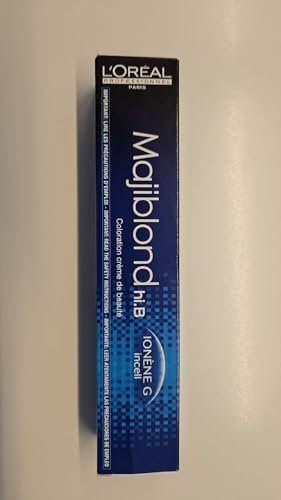 L'ORÉAL
PROFESSIONNEL
PARIS
Majiblond hi.B
Coloration crème de beauté
IONÈNE G
incell
IMPORTANT: LIRE LES PRÉCAUTIONS D'EMPLOI - IMPORTANT: READ THE SAFETY INSTRUCTIONS - IMPORTANTE: LEER ATENTAMENTE LAS PRECAUCIONES DE EMPLEO